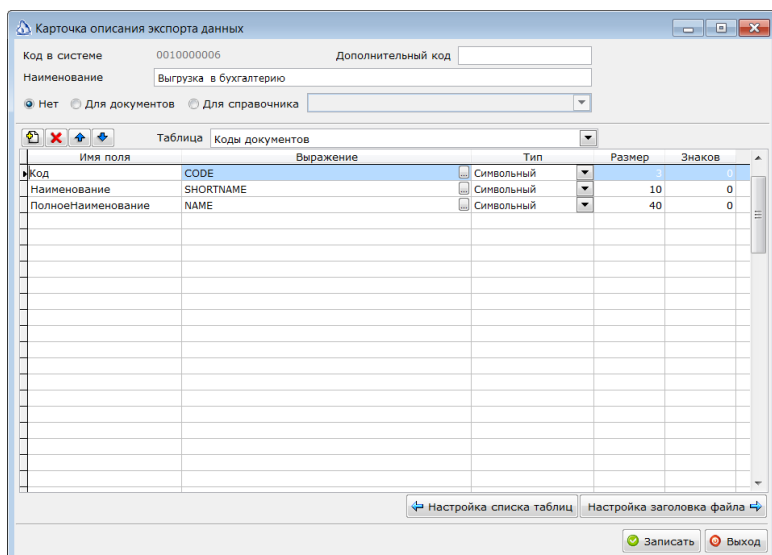 Карточка описания экспорта данных
Код в системе 0010000006 Дополнительный код
Наименование Выгрузка в бухгалтерию
Нет Для документов Для справочника
Таблица Коды документов
Имя поля Выражение Тип Размер Знаков
Код CODE ... Символьный 3 0
Наименование SHORTNAME ... Символьный 10 0
ПолноеНаименование NAME ... Символьный 40 0
Настройка списка таблиц Настройка заголовка файла
Записать Выход